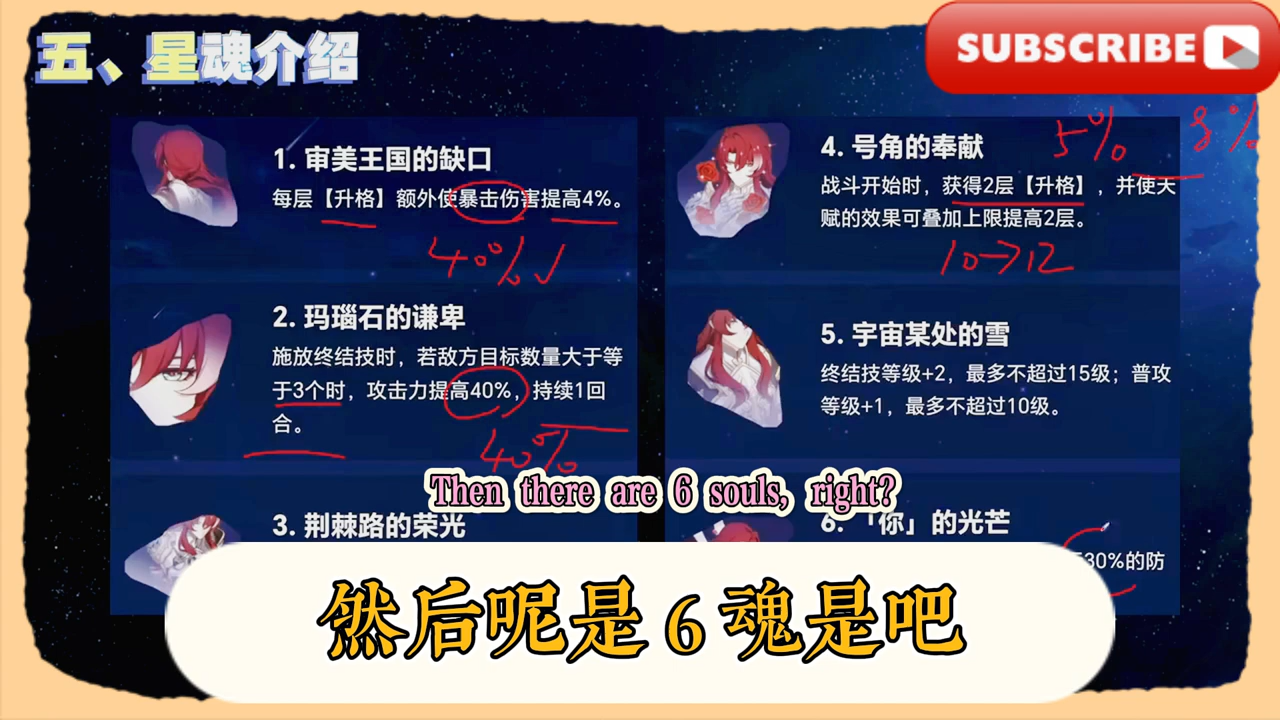 五、星魂介绍
SUBSCRIBE
1. 审美王国的缺口
每层【升格】额外使暴击伤害提高4%。
40%√
2. 玛瑙石的谦卑
施放终结技时，若敌方目标数量大于等
于3个时，攻击力提高40%，持续1回
合。
40%
3. 荆棘路的荣光
4. 号角的奉献
5% 8%
战斗开始时，获得2层【升格】，并使天
赋的效果可叠加上限提高2层。
10→12
5. 宇宙某处的雪
终结技等级+2，最多不超过15级；普攻
等级+1，最多不超过10级。
6. 「你」的光芒
30%的防
Then there are 6 souls, right?
然后呢是6魂是吧